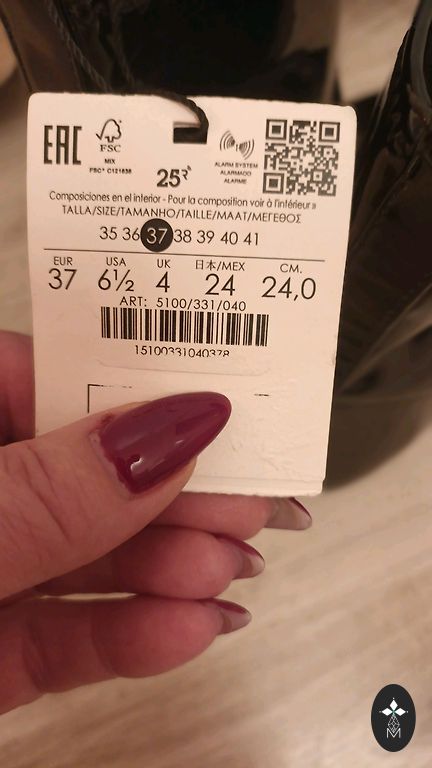 EAC
FSC
MIX
FSC® C121838
25
ALARM SYSTEM
ALARMADO
ALARME
Composiciones en el interior - Pour la composition voir à l'intérieur »
TALLA/SIZE/TAMANHO/TAILLE/MAAT/ΜΕΓΕΘΟΣ
35 36 37 38 39 40 41
EUR USA UK 日本/MEX CM.
37 6½ 4 24 24,0
ART: 5100/331/040
15100331040378
M